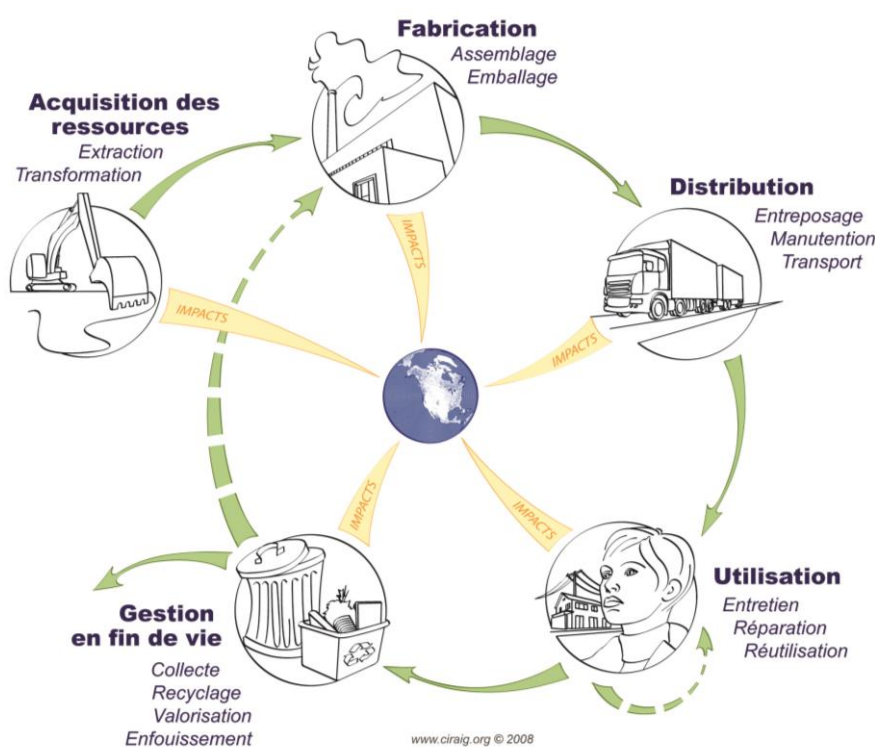 Fabrication
Assemblage
Emballage
Acquisition des
ressources
Extraction
Transformation
Distribution
Entreposage
Manutention
Transport
IMPACTS
IMPACTS
IMPACTS
IMPACTS
IMPACTS
Utilisation
Entretien
Réparation
Réutilisation
Gestion
en fin de vie
Collecte
Recyclage
Valorisation
Enfouissement
www.ciraig.org © 2008